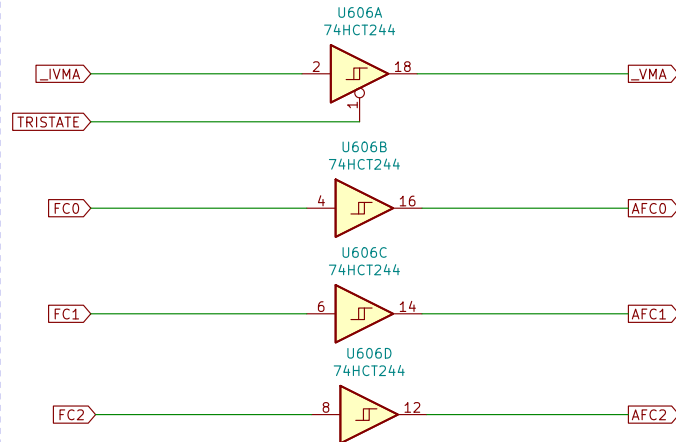 U606A
74HCT244
_IVMA
2
18
_VMA
1
TRISTATE
U606B
74HCT244
FC0
4
16
AFC0
U606C
74HCT244
FC1
6
14
AFC1
U606D
74HCT244
FC2
8
12
AFC2